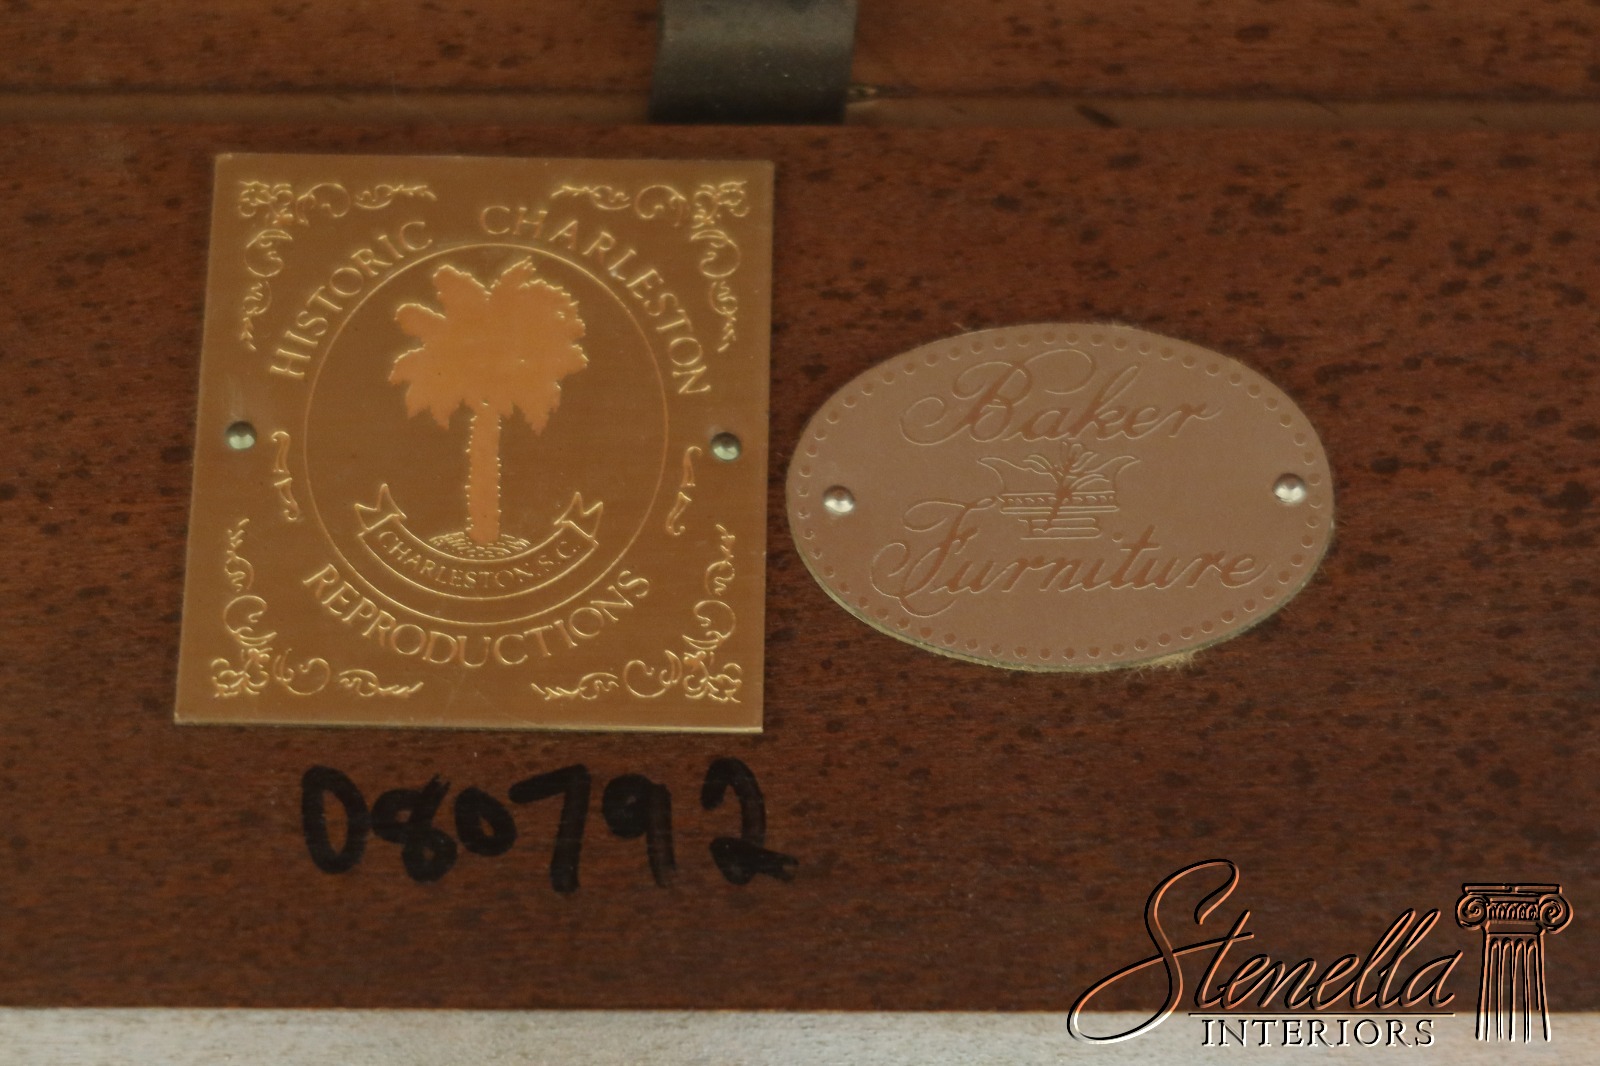 HISTORIC CHARLESTON
CHARLESTON, S.C.
REPRODUCTIONS
Baker
Furniture
080792
Stenella
INTERIORS